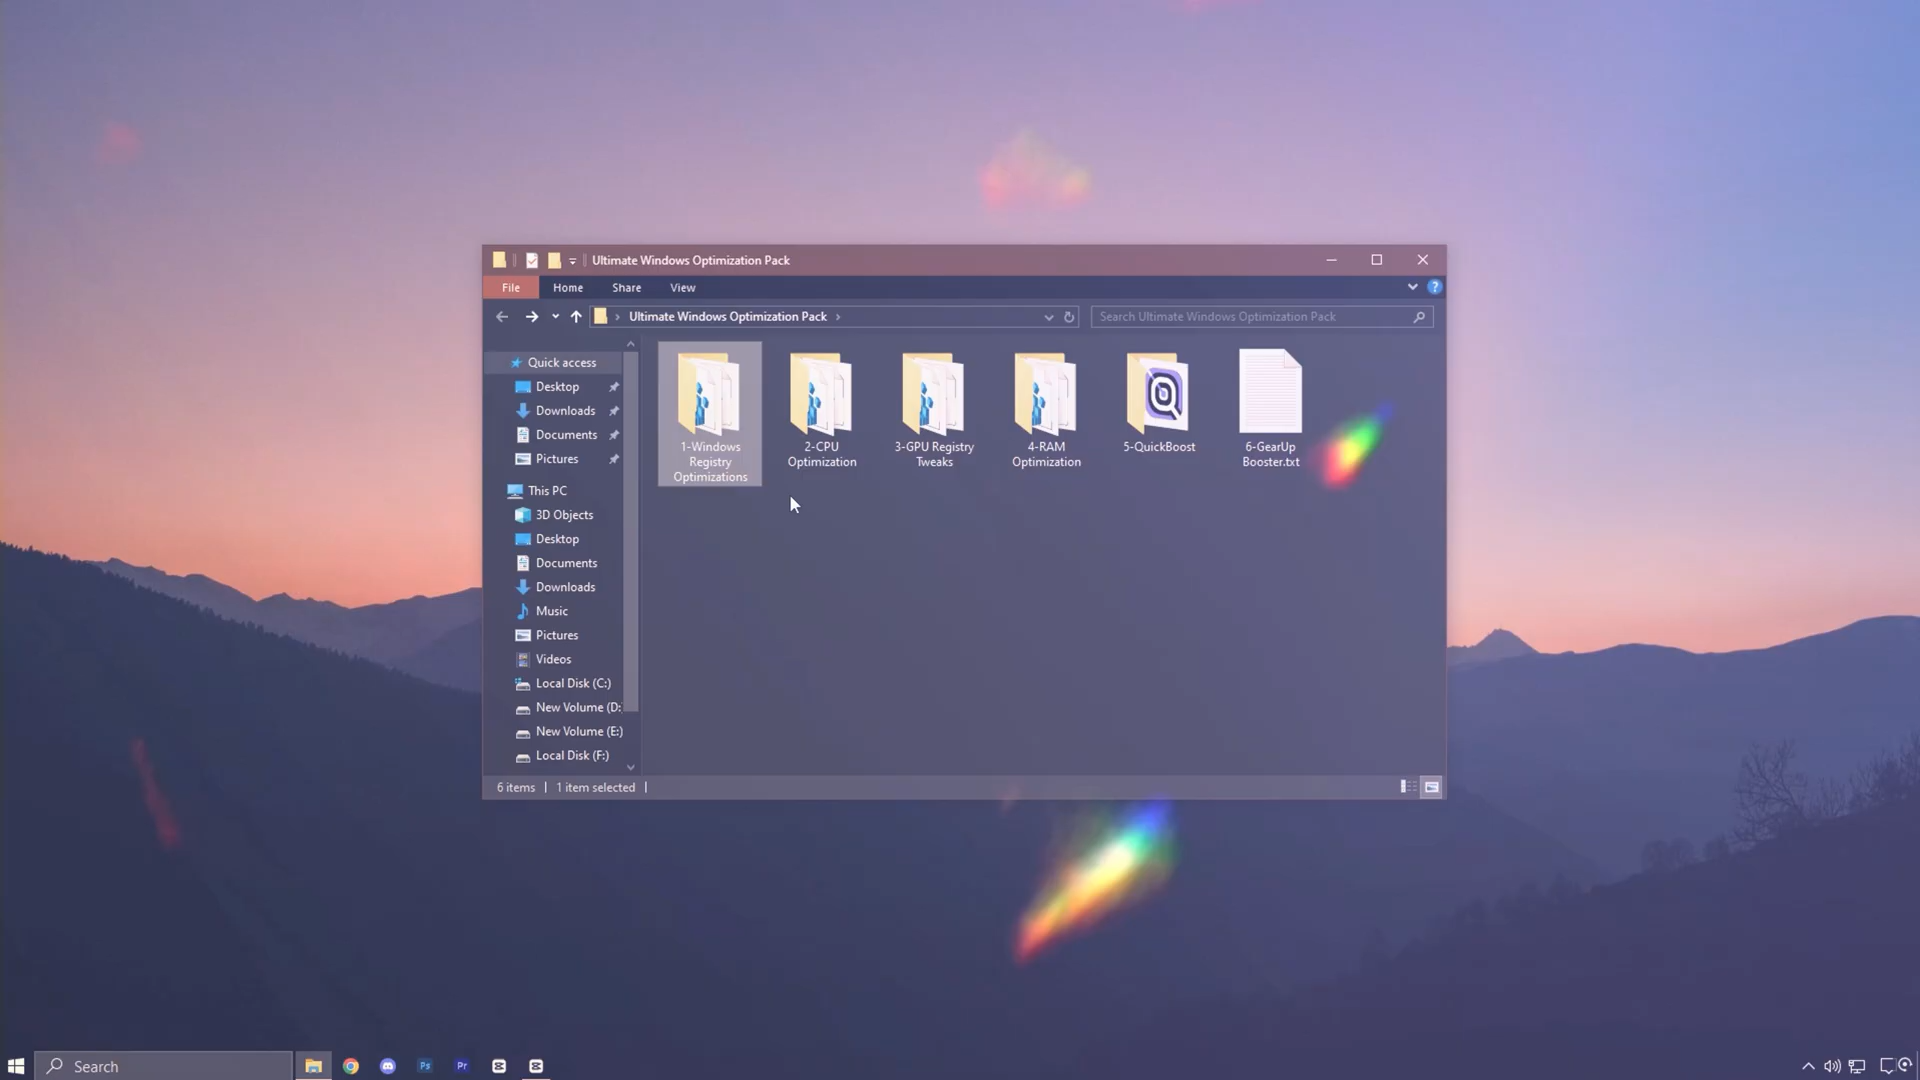 Ultimate Windows Optimization Pack
File Home Share View
Ultimate Windows Optimization Pack
Search Ultimate Windows Optimization Pack
Quick access
Desktop
Downloads
Documents
Pictures
This PC
3D Objects
Desktop
Documents
Downloads
Music
Pictures
Videos
Local Disk (C:)
New Volume (D:
New Volume (E:)
Local Disk (F:)
1-Windows
Registry
Optimizations
2-CPU
Optimization
3-GPU Registry
Tweaks
4-RAM
Optimization
5-QuickBoost
6-GearUp
Booster.txt
6 items 1 item selected
Search
Ps
Pr